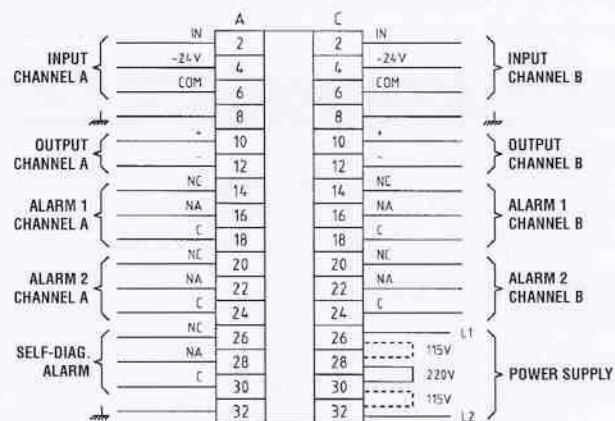 A C
IN 2 2 IN
INPUT CHANNEL A -24V 4 4 -24V INPUT CHANNEL B
COM 6 6 COM
8 8
+ 10 10 +
OUTPUT CHANNEL A - 12 12 - OUTPUT CHANNEL B
NC 14 14 NC
ALARM 1 CHANNEL A NA 16 16 NA ALARM 1 CHANNEL B
C 18 18 C
NC 20 20 NC
ALARM 2 CHANNEL A NA 22 22 NA ALARM 2 CHANNEL B
C 24 24 C
NC 26 26 L1
SELF-DIAG. ALARM NA 28 28 115V
220V POWER SUPPLY
C 30 30 115V
32 32 L2